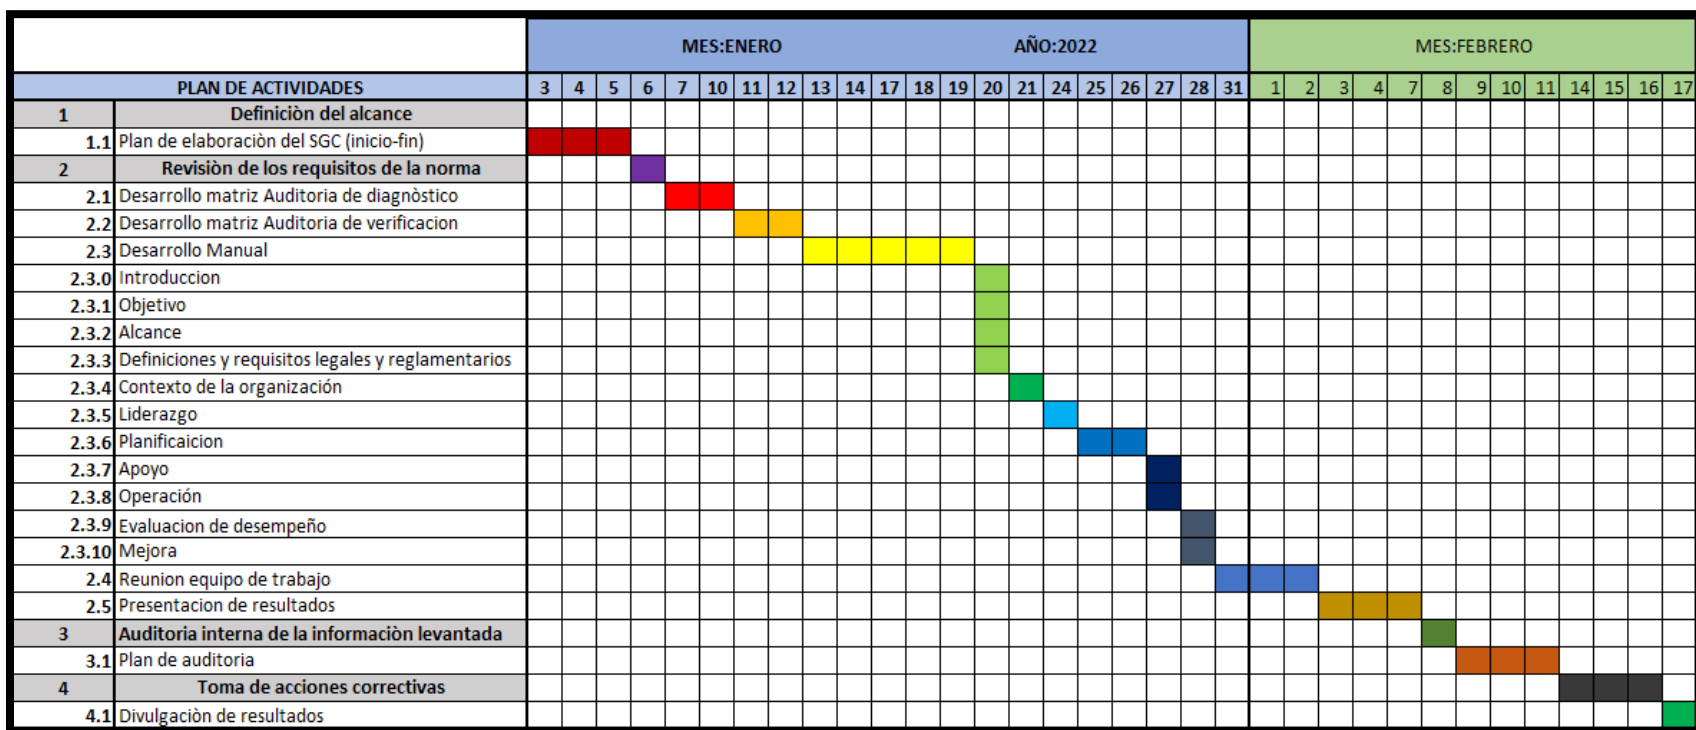 MES:ENERO AÑO:2022 MES:FEBRERO
PLAN DE ACTIVIDADES 3 4 5 6 7 10 11 12 13 14 17 18 19 20 21 24 25 26 27 28 31 1 2 3 4 7 8 9 10 11 14 15 16 17
1 Definiciòn del alcance
1.1 Plan de elaboraciòn del SGC (inicio-fin)
2 Revisiòn de los requisitos de la norma
2.1 Desarrollo matriz Auditoria de diagnòstico
2.2 Desarrollo matriz Auditoria de verificacion
2.3 Desarrollo Manual
2.3.0 Introduccion
2.3.1 Objetivo
2.3.2 Alcance
2.3.3 Definiciones y requisitos legales y reglamentarios
2.3.4 Contexto de la organización
2.3.5 Liderazgo
2.3.6 Planificaicion
2.3.7 Apoyo
2.3.8 Operación
2.3.9 Evaluacion de desempeño
2.3.10 Mejora
2.4 Reunion equipo de trabajo
2.5 Presentacion de resultados
3 Auditoria interna de la informaciòn levantada
3.1 Plan de auditoria
4 Toma de acciones correctivas
4.1 Divulgaciòn de resultados